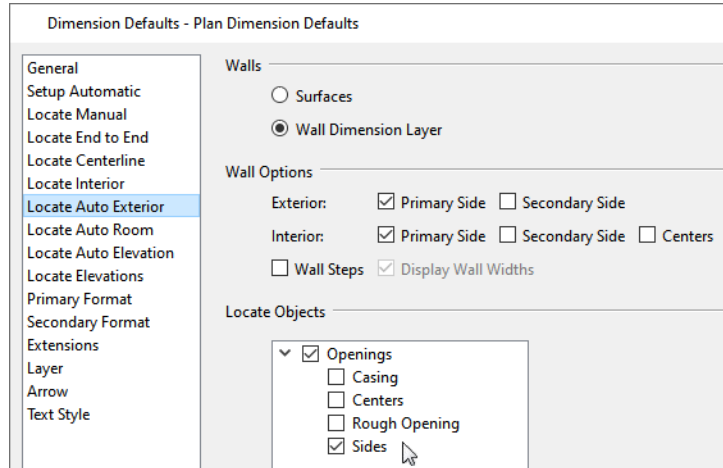 Dimension Defaults - Plan Dimension Defaults
General
Setup Automatic
Locate Manual
Locate End to End
Locate Centerline
Locate Interior
Locate Auto Exterior
Locate Auto Room
Locate Auto Elevation
Locate Elevations
Primary Format
Secondary Format
Extensions
Layer
Arrow
Text Style
Walls
Surfaces
Wall Dimension Layer
Wall Options
Exterior: Primary Side Secondary Side
Interior: Primary Side Secondary Side Centers
Wall Steps Display Wall Widths
Locate Objects
Openings
Casing
Centers
Rough Opening
Sides